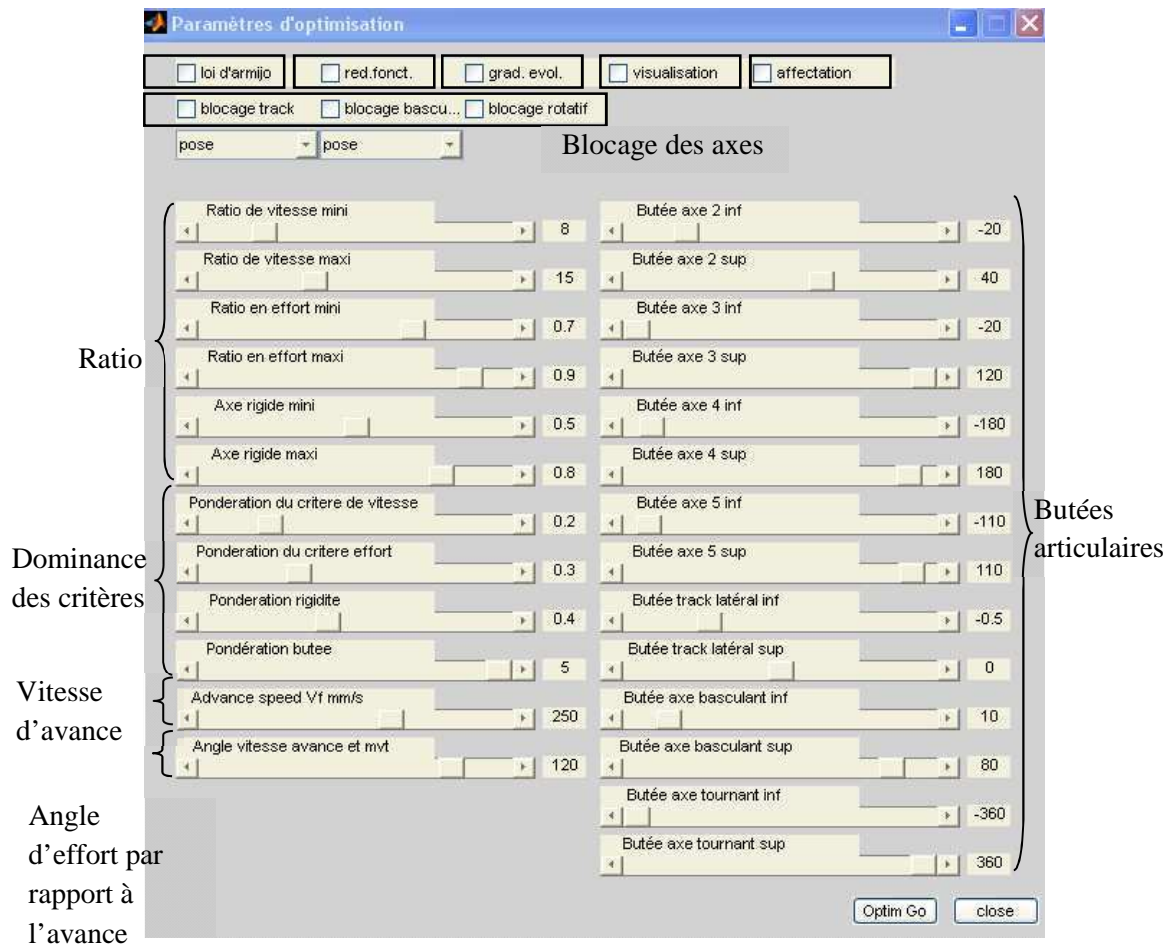 Paramètres d'optimisation
loi d'armijo
red.fonct.
grad. evol.
visualisation
affectation
blocage track
blocage bascu...
blocage rotatif
pose
pose
Blocage des axes
Ratio
Ratio de vitesse mini
8
Ratio de vitesse maxi
15
Ratio en effort mini
0.7
Ratio en effort maxi
0.9
Axe rigide mini
0.5
Axe rigide maxi
0.8
Dominance
des critères
Ponderation du critere de vitesse
0.2
Ponderation du critere effort
0.3
Ponderation rigidite
0.4
Pondération butee
5
Vitesse
d’avance
Advance speed Vf mm/s
250
Angle vitesse avance et mvt
120
Angle
d’effort par
rapport à
l’avance
Butée axe 2 inf
-20
Butée axe 2 sup
40
Butée axe 3 inf
-20
Butée axe 3 sup
120
Butée axe 4 inf
-180
Butée axe 4 sup
180
Butée axe 5 inf
-110
Butée axe 5 sup
110
Butée track latéral inf
-0.5
Butée track latéral sup
0
Butée axe basculant inf
10
Butée axe basculant sup
80
Butée axe tournant inf
-360
Butée axe tournant sup
360
Butées
articulaires
Optim Go
close